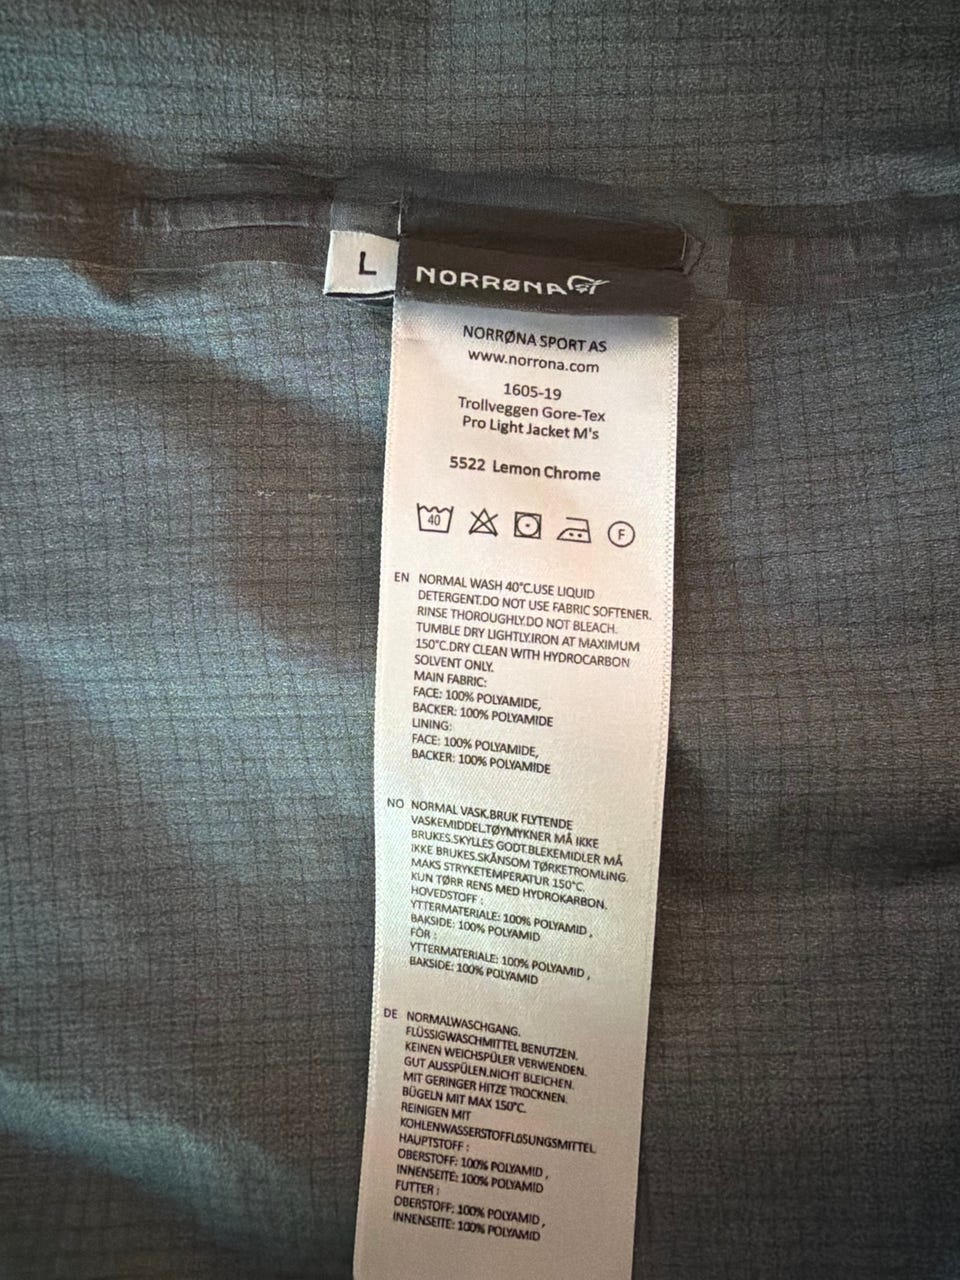 L
NORRØNA
NORRØNA SPORT AS
www.norrona.com
1605-19
Trollveggen Gore-Tex
Pro Light Jacket M's
5522 Lemon Chrome
40
F
EN NORMAL WASH 40°C.USE LIQUID
DETERGENT.DO NOT USE FABRIC SOFTENER.
RINSE THOROUGHLY.DO NOT BLEACH.
TUMBLE DRY LIGHTLY.IRON AT MAXIMUM
150°C.DRY CLEAN WITH HYDROCARBON
SOLVENT ONLY.
MAIN FABRIC:
FACE: 100% POLYAMIDE,
BACKER: 100% POLYAMIDE
LINING:
FACE: 100% POLYAMIDE,
BACKER: 100% POLYAMIDE
NO NORMAL VASK.BRUK FLYTENDE
VASKEMIDDEL.TØYMYKNER MÅ IKKE
BRUKES.SKYLLES GODT.BLEKEMIDLER MÅ
IKKE BRUKES.SKÅNSOM TØRKETROMLING.
MAKS STRYKETEMPERATUR 150°C.
KUN TØRR RENS MED HYDROKARBON.
HOVEDSTOFF :
YTTERMATERIALE: 100% POLYAMID ,
BAKSIDE: 100% POLYAMID
FÔR :
YTTERMATERIALE: 100% POLYAMID ,
BAKSIDE: 100% POLYAMID
DE NORMALWASCHGANG.
FLÜSSIGWASCHMITTEL BENUTZEN.
KEINEN WEICHSPÜLER VERWENDEN.
GUT AUSSPÜLEN.NICHT BLEICHEN.
MIT GERINGER HITZE TROCKNEN.
BÜGELN MIT MAX 150°C.
REINIGEN MIT
KOHLENWASSERSTOFFLÖSUNGSMITTEL
HAUPTSTOFF :
OBERSTOFF: 100% POLYAMID ,
INNENSEITE: 100% POLYAMID
FUTTER :
OBERSTOFF: 100% POLYAMID ,
INNENSEITE: 100% POLYAMID